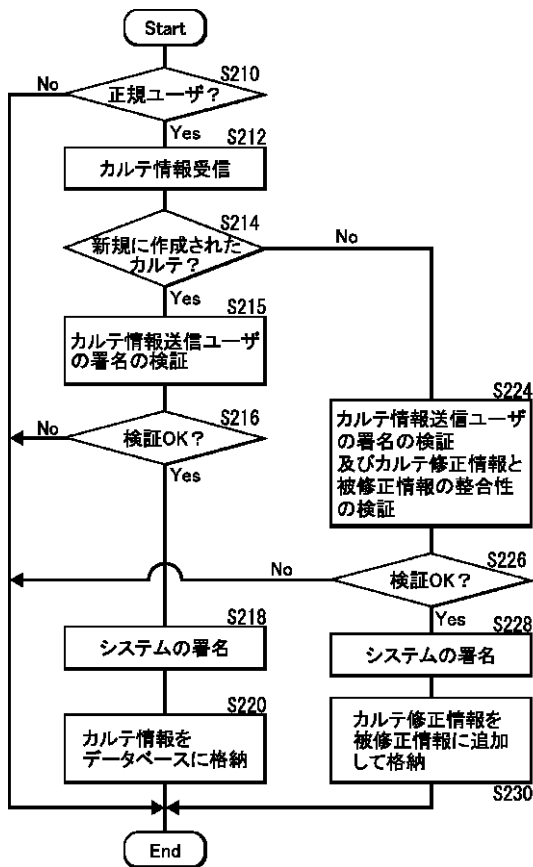 Start
S210
No
正規ユーザ？
Yes
S212
カルテ情報受信
S214
新規に作成された
カルテ？
No
Yes
S215
カルテ情報送信ユーザ
の署名の検証
S216
No
検証OK？
Yes
S224
カルテ情報送信ユーザ
の署名の検証
及びカルテ修正情報と
被修正情報の整合性
の検証
S226
No
検証OK？
Yes
S218
システムの署名
S228
システムの署名
S220
カルテ情報を
データベースに格納
カルテ修正情報を
被修正情報に追加
して格納
S230
End